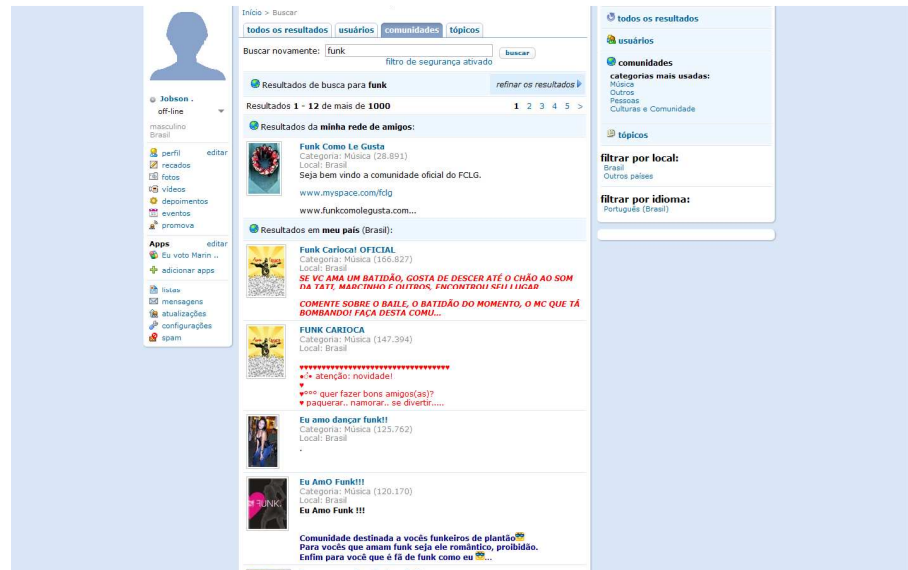 Início > Buscar
todos os resultados usuários comunidades tópicos
Buscar novamente: funk buscar
filtro de segurança ativado
Resultados de busca para funk refinar os resultados
Resultados 1 - 12 de mais de 1000 1 2 3 4 5 >
Resultados da minha rede de amigos:
Funk Como Le Gusta
Categoria: Música (28.891)
Local: Brasil
Seja bem vindo a comunidade oficial do FCLG.
www.myspace.com/fclg
www.funkcomolegusta.com...
Resultados em meu país (Brasil):
Funk Carioca! OFICIAL
Categoria: Música (166.827)
Local: Brasil
SE VC AMA UM BATIDÃO, GOSTA DE DESCER ATÉ O CHÃO AO SOM
DA TATI, MARCINHO E OUTROS, ENCONTROU SEU LUGAR
COMENTE SOBRE O BAILE, O BATIDÃO DO MOMENTO, O MC QUE TÁ
BOMBANDO! FAÇA DESTA COMU...
FUNK CARIOCA
Categoria: Música (147.394)
Local: Brasil
♥♥♥♥♥♥♥♥♥♥♥♥♥♥♥♥♥♥♥♥♥♥♥♥♥♥♥♥♥♥♥
atenção: novidade!
♥
♥ººº quer fazer bons amigos(as)?
♥ paquerar.. namorar.. se divertir.....
Eu amo dançar funk!!
Categoria: Música (125.762)
Local: Brasil
.
Eu AmO Funk!!!
Categoria: Música (120.170)
Local: Brasil
Eu Amo Funk !!!
Comunidade destinada a vocês funkeiros de plantão
Para vocês que amam funk seja ele romântico, proibidão.
Enfim para você que é fã de funk como eu ...
FUNK
Jobson .
off-line
masculino
Brasil
perfil editar
recados
fotos
vídeos
depoimentos
eventos
promova
Apps editar
Eu voto Marin ..
adicionar apps
listas
mensagens
atualizações
configurações
spam
todos os resultados
usuários
comunidades
categorias mais usadas:
Música
Outros
Pessoas
Culturas e Comunidade
tópicos
filtrar por local:
Brasil
Outros países
filtrar por idioma:
Português (Brasil)